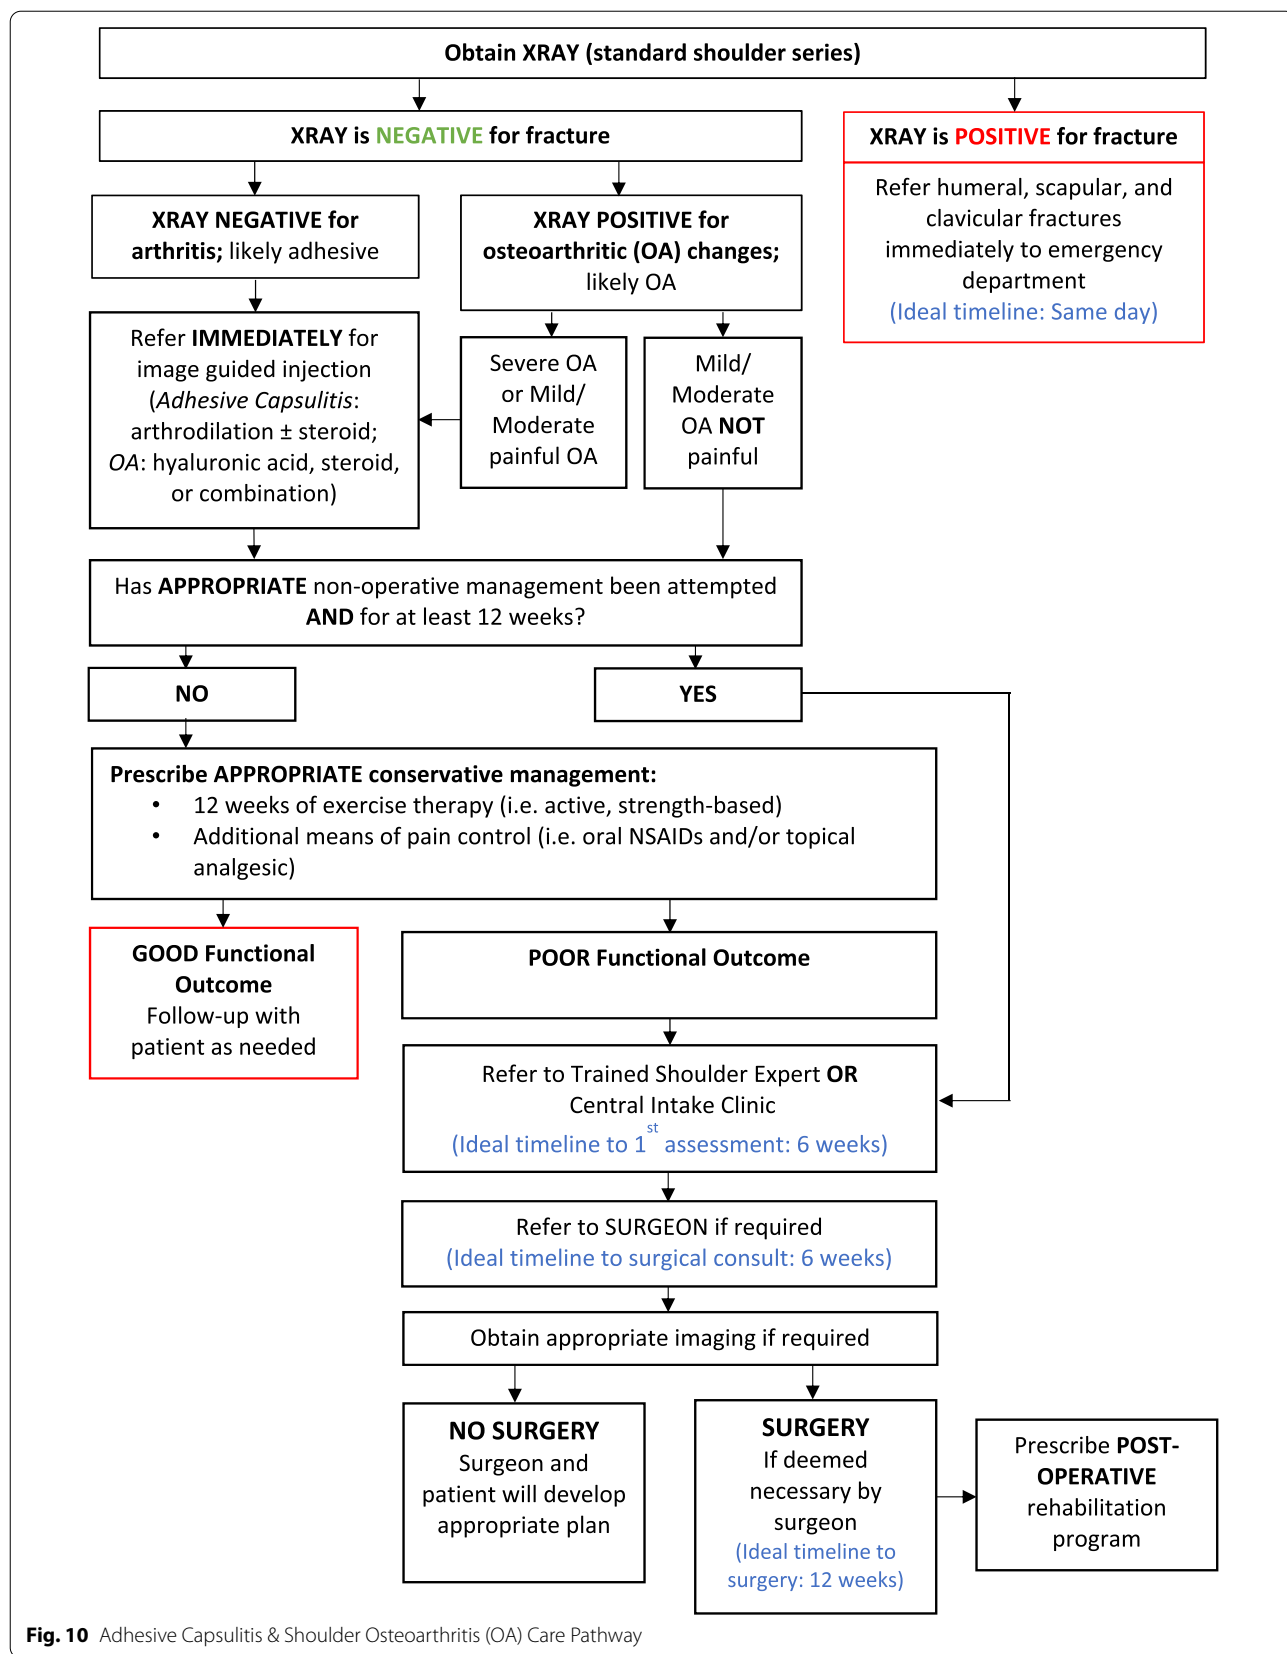 Obtain XRAY (standard shoulder series)
XRAY is NEGATIVE for fracture
XRAY is POSITIVE for fracture
Refer humeral, scapular, and
clavicular fractures
immediately to emergency
department
(Ideal timeline: Same day)
XRAY NEGATIVE for
arthritis; likely adhesive
XRAY POSITIVE for
osteoarthritic (OA) changes;
likely OA
Refer IMMEDIATELY for
image guided injection
(Adhesive Capsulitis:
arthrodilation ± steroid;
OA: hyaluronic acid, steroid,
or combination)
Severe OA
or Mild/
Moderate
painful OA
Mild/
Moderate
OA NOT
painful
Has APPROPRIATE non-operative management been attempted
AND for at least 12 weeks?
NO
YES
Prescribe APPROPRIATE conservative management:
• 12 weeks of exercise therapy (i.e. active, strength-based)
• Additional means of pain control (i.e. oral NSAIDs and/or topical
analgesic)
GOOD Functional
Outcome
Follow-up with
patient as needed
POOR Functional Outcome
Refer to Trained Shoulder Expert OR
Central Intake Clinic
(Ideal timeline to 1st assessment: 6 weeks)
Refer to SURGEON if required
(Ideal timeline to surgical consult: 6 weeks)
Obtain appropriate imaging if required
NO SURGERY
Surgeon and
patient will develop
appropriate plan
SURGERY
If deemed
necessary by
surgeon
(Ideal timeline to
surgery: 12 weeks)
Prescribe POST-
OPERATIVE
rehabilitation
program
Fig. 10 Adhesive Capsulitis & Shoulder Osteoarthritis (OA) Care Pathway